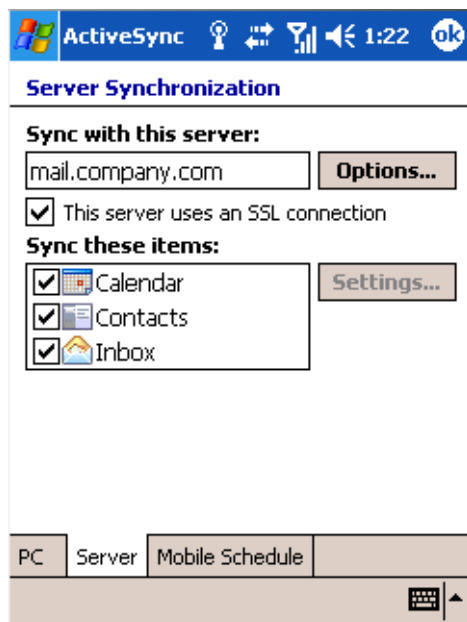 ActiveSync 1:22 ok
Server Synchronization
Sync with this server:
mail.company.com Options...
This server uses an SSL connection
Sync these items:
Calendar Settings...
Contacts
Inbox
PC Server Mobile Schedule